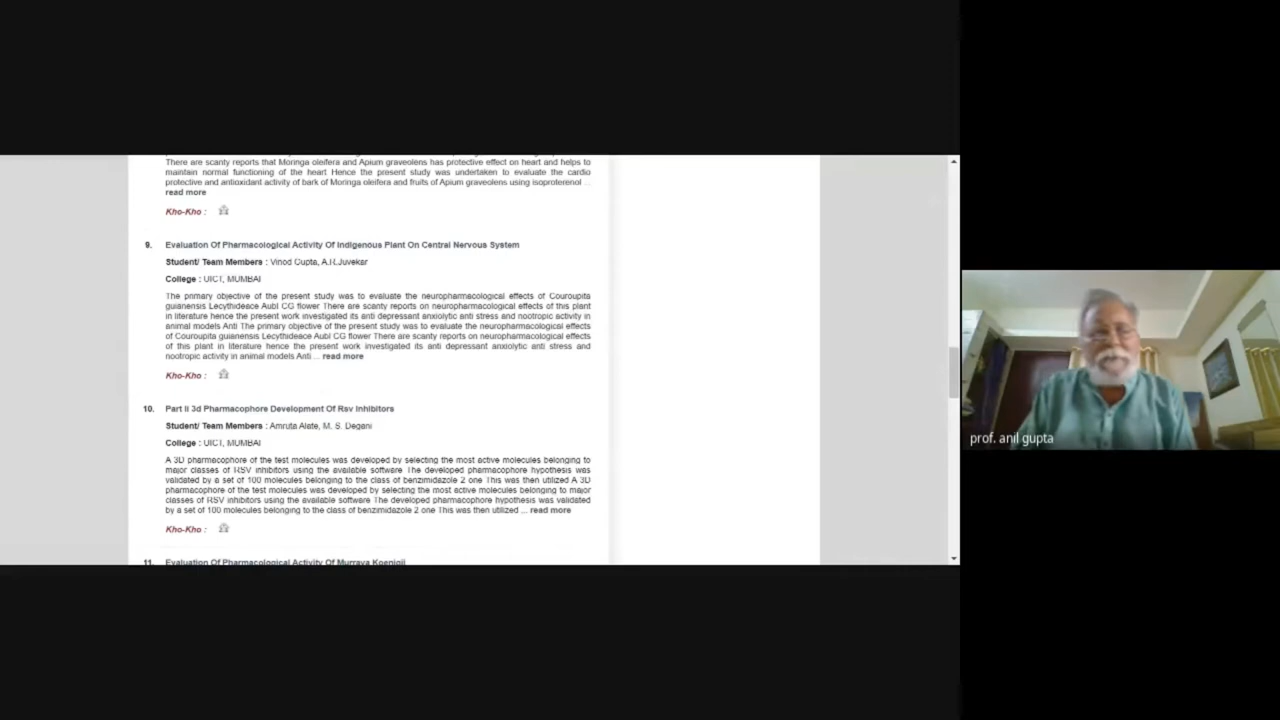 There are scanty reports that Moringa oleifera and Apium graveolens has protective effect on heart and helps to
maintain normal functioning of the heart Hence the present study was undertaken to evaluate the cardio
protective and antioxidant activity of bark of Moringa oleifera and fruits of Apium graveolens using isoproterenol ...
read more
Kho-Kho :
9. Evaluation Of Pharmacological Activity Of Indigenous Plant On Central Nervous System
Student/ Team Members : Vinod Gupta, A.R.Juvekar
College : UICT, MUMBAI
The primary objective of the present study was to evaluate the neuropharmacological effects of Couroupita
guianensis Lecythideace Aubl CG flower There are scanty reports on neuropharmacological effects of this plant
in literature hence the present work investigated its anti depressant anxiolytic anti stress and nootropic activity in
animal models Anti The primary objective of the present study was to evaluate the neuropharmacological effects
of Couroupita guianensis Lecythideace Aubl CG flower There are scanty reports on neuropharmacological effects
of this plant in literature hence the present work investigated its anti depressant anxiolytic anti stress and
nootropic activity in animal models Anti ... read more
Kho-Kho :
10. Part Ii 3d Pharmacophore Development Of Rsv Inhibitors
Student/ Team Members : Amruta Alate, M. S. Degani
College : UICT, MUMBAI
A 3D pharmacophore of the test molecules was developed by selecting the most active molecules belonging to
major classes of RSV inhibitors using the available software The developed pharmacophore hypothesis was
validated by a set of 100 molecules belonging to the class of benzimidazole 2 one This was then utilized A 3D
pharmacophore of the test molecules was developed by selecting the most active molecules belonging to major
classes of RSV inhibitors using the available software The developed pharmacophore hypothesis was validated
by a set of 100 molecules belonging to the class of benzimidazole 2 one This was then utilized ... read more
Kho-Kho :
11. Evaluation Of Pharmacological Activity Of Murraya Koenigii
prof. anil gupta